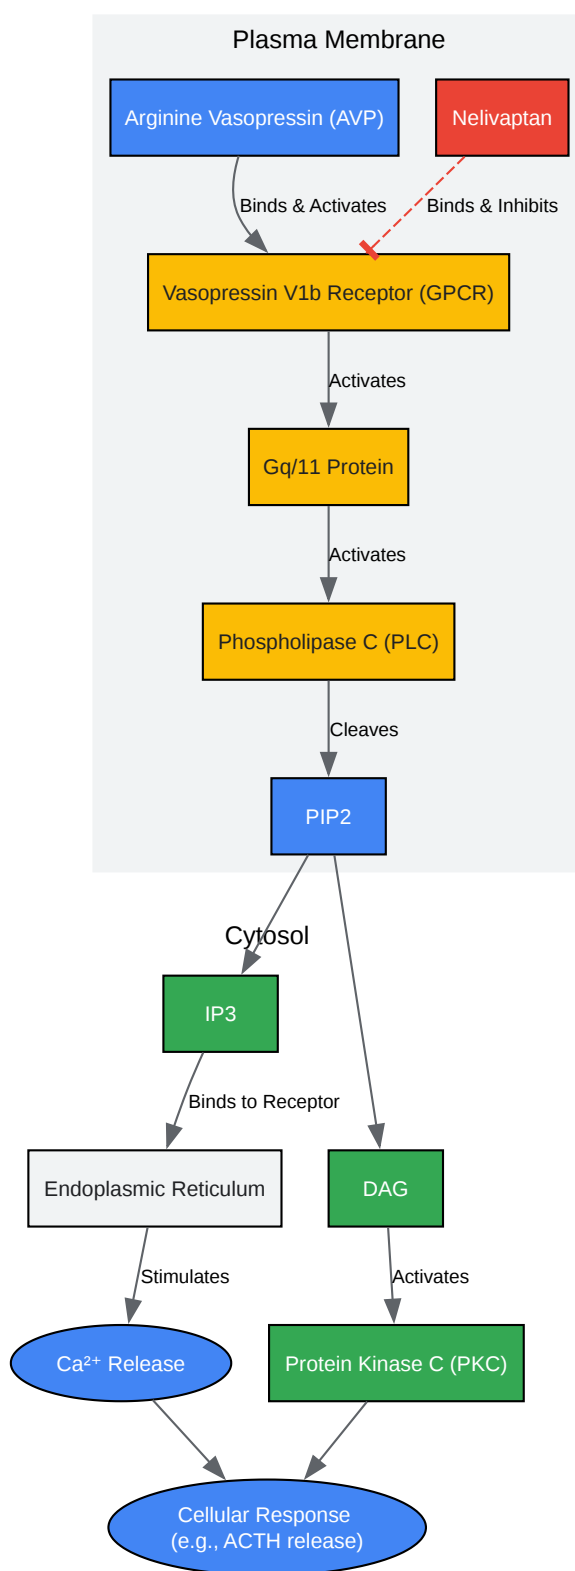 Plasma Membrane
Arginine Vasopressin (AVP)
Nelivaptan
Binds & Activates
Binds & Inhibits
Vasopressin V1b Receptor (GPCR)
Activates
Gq/11 Protein
Activates
Phospholipase C (PLC)
Cleaves
PIP2
Cytosol
IP3
Binds to Receptor
Endoplasmic Reticulum
DAG
Stimulates
Activates
Ca²⁺ Release
Protein Kinase C (PKC)
Cellular Response
(e.g., ACTH release)